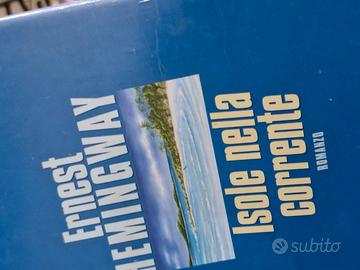 Ernest
HEMINGWAY
Isole nella
corrente
ROMANZO
subito